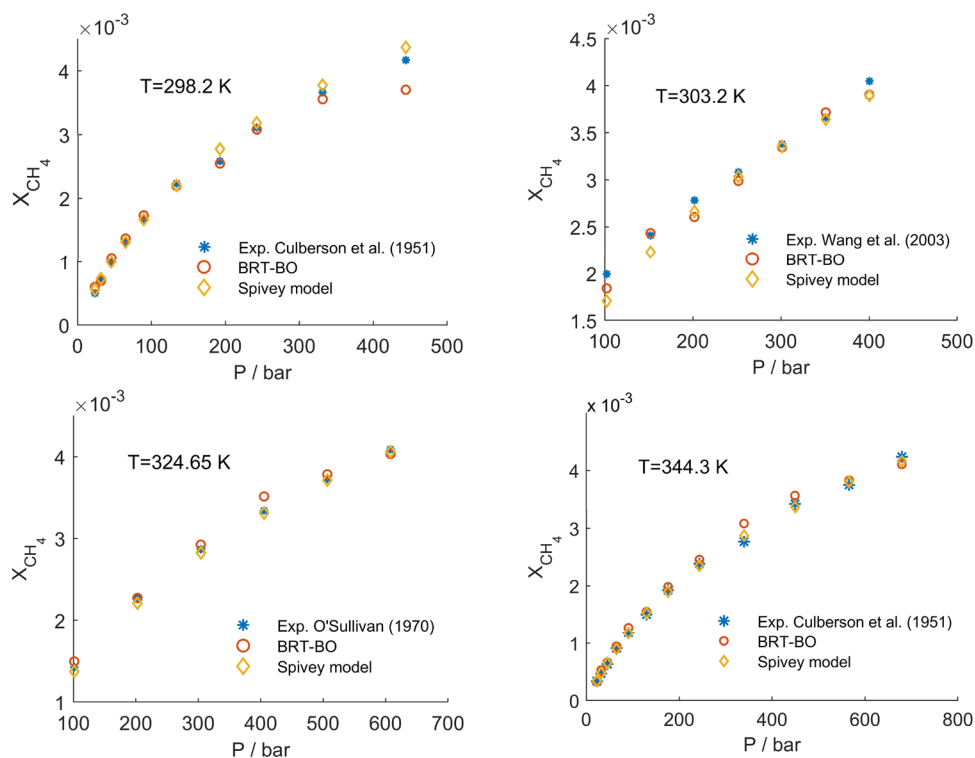 ×10⁻³
4
3
2
1
0
X_CH₄
T=298.2 K
Exp. Culberson et al. (1951)
BRT-BO
Spivey model
0 100 200 300 400 500
P / bar
×10⁻³
4.5
4
3.5
3
2.5
2
1.5
X_CH₄
T=303.2 K
Exp. Wang et al. (2003)
BRT-BO
Spivey model
100 200 300 400 500
P / bar
×10⁻³
4
3
2
1
X_CH₄
T=324.65 K
Exp. O'Sullivan (1970)
BRT-BO
Spivey model
100 200 300 400 500 600 700
P / bar
x 10⁻³
5
4
3
2
1
0
X_CH₄
T=344.3 K
Exp. Culberson et al. (1951)
BRT-BO
Spivey model
0 200 400 600 800
P / bar